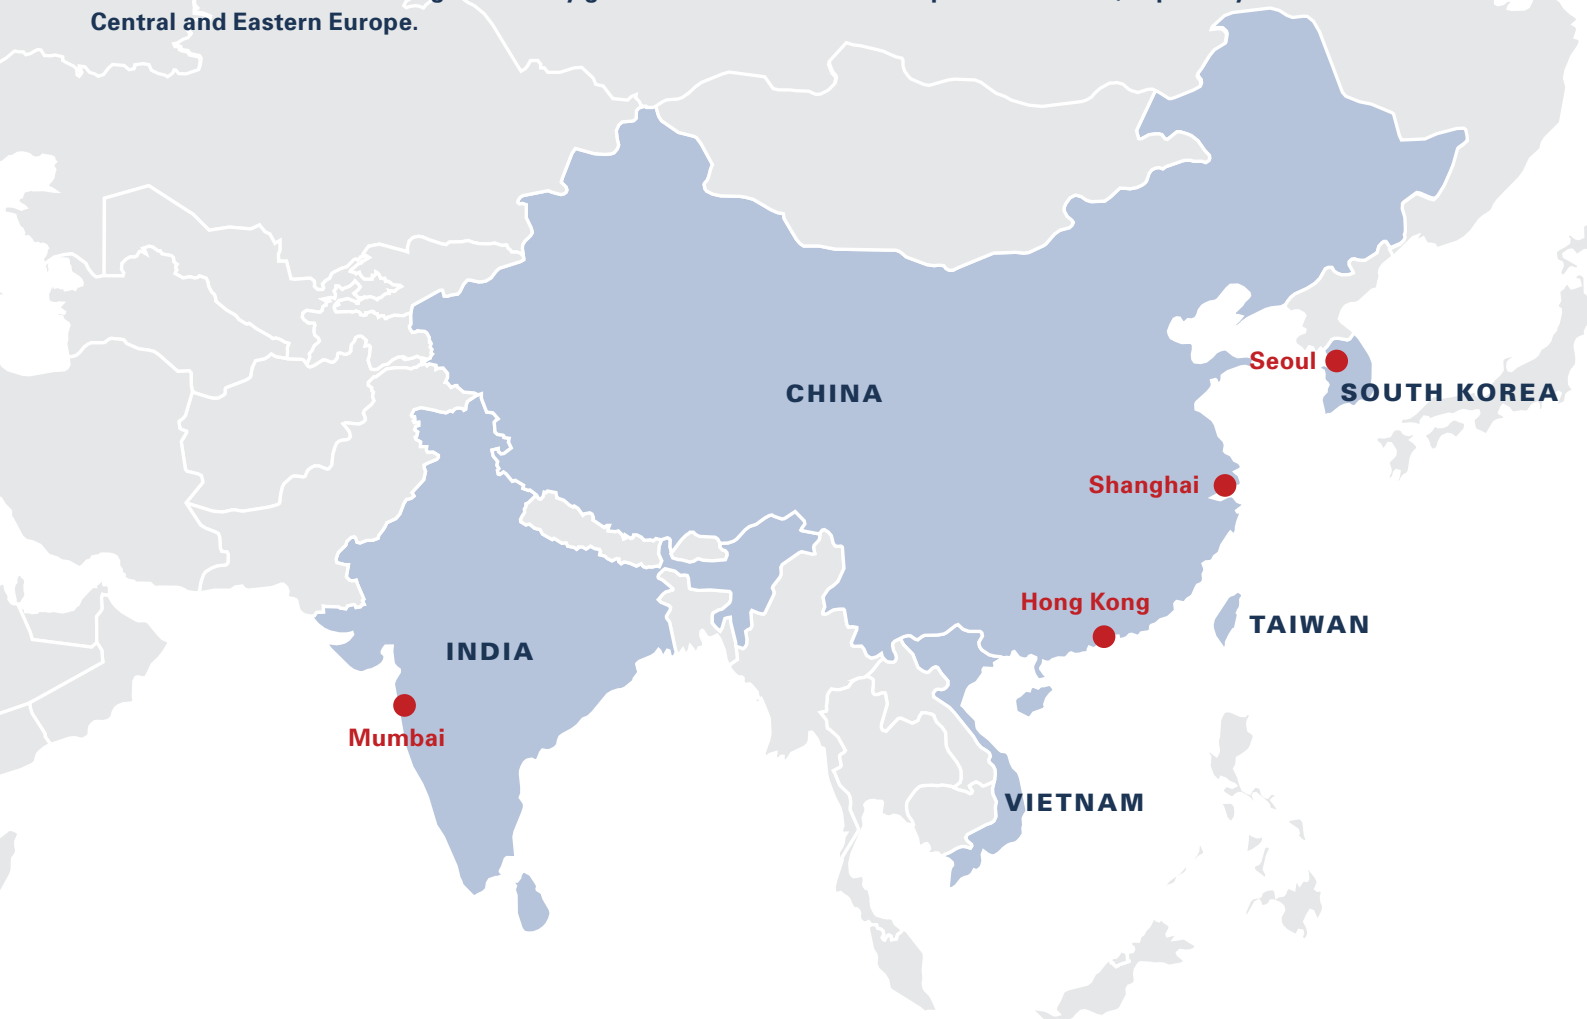 Central and Eastern Europe.
CHINA
Seoul
SOUTH KOREA
Shanghai
Hong Kong
TAIWAN
INDIA
Mumbai
VIETNAM